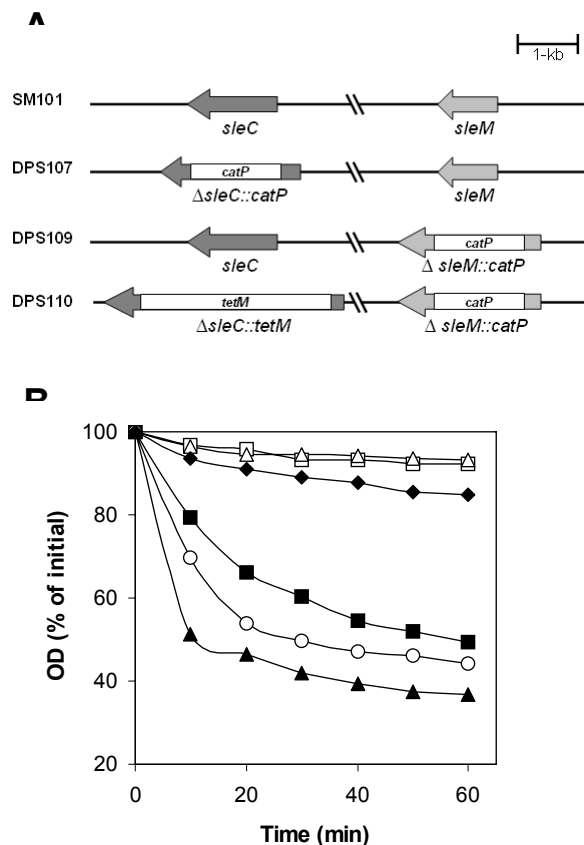 A
1-kb
SM101
sleC
sleM
DPS107
catP
ΔsleC::catP
sleM
DPS109
catP
sleC
Δ sleM::catP
DPS110
tetM
catP
ΔsleC::tetM
Δ sleM::catP
B
100
80
60
40
20
OD (% of initial)
0
20
40
60
Time (min)